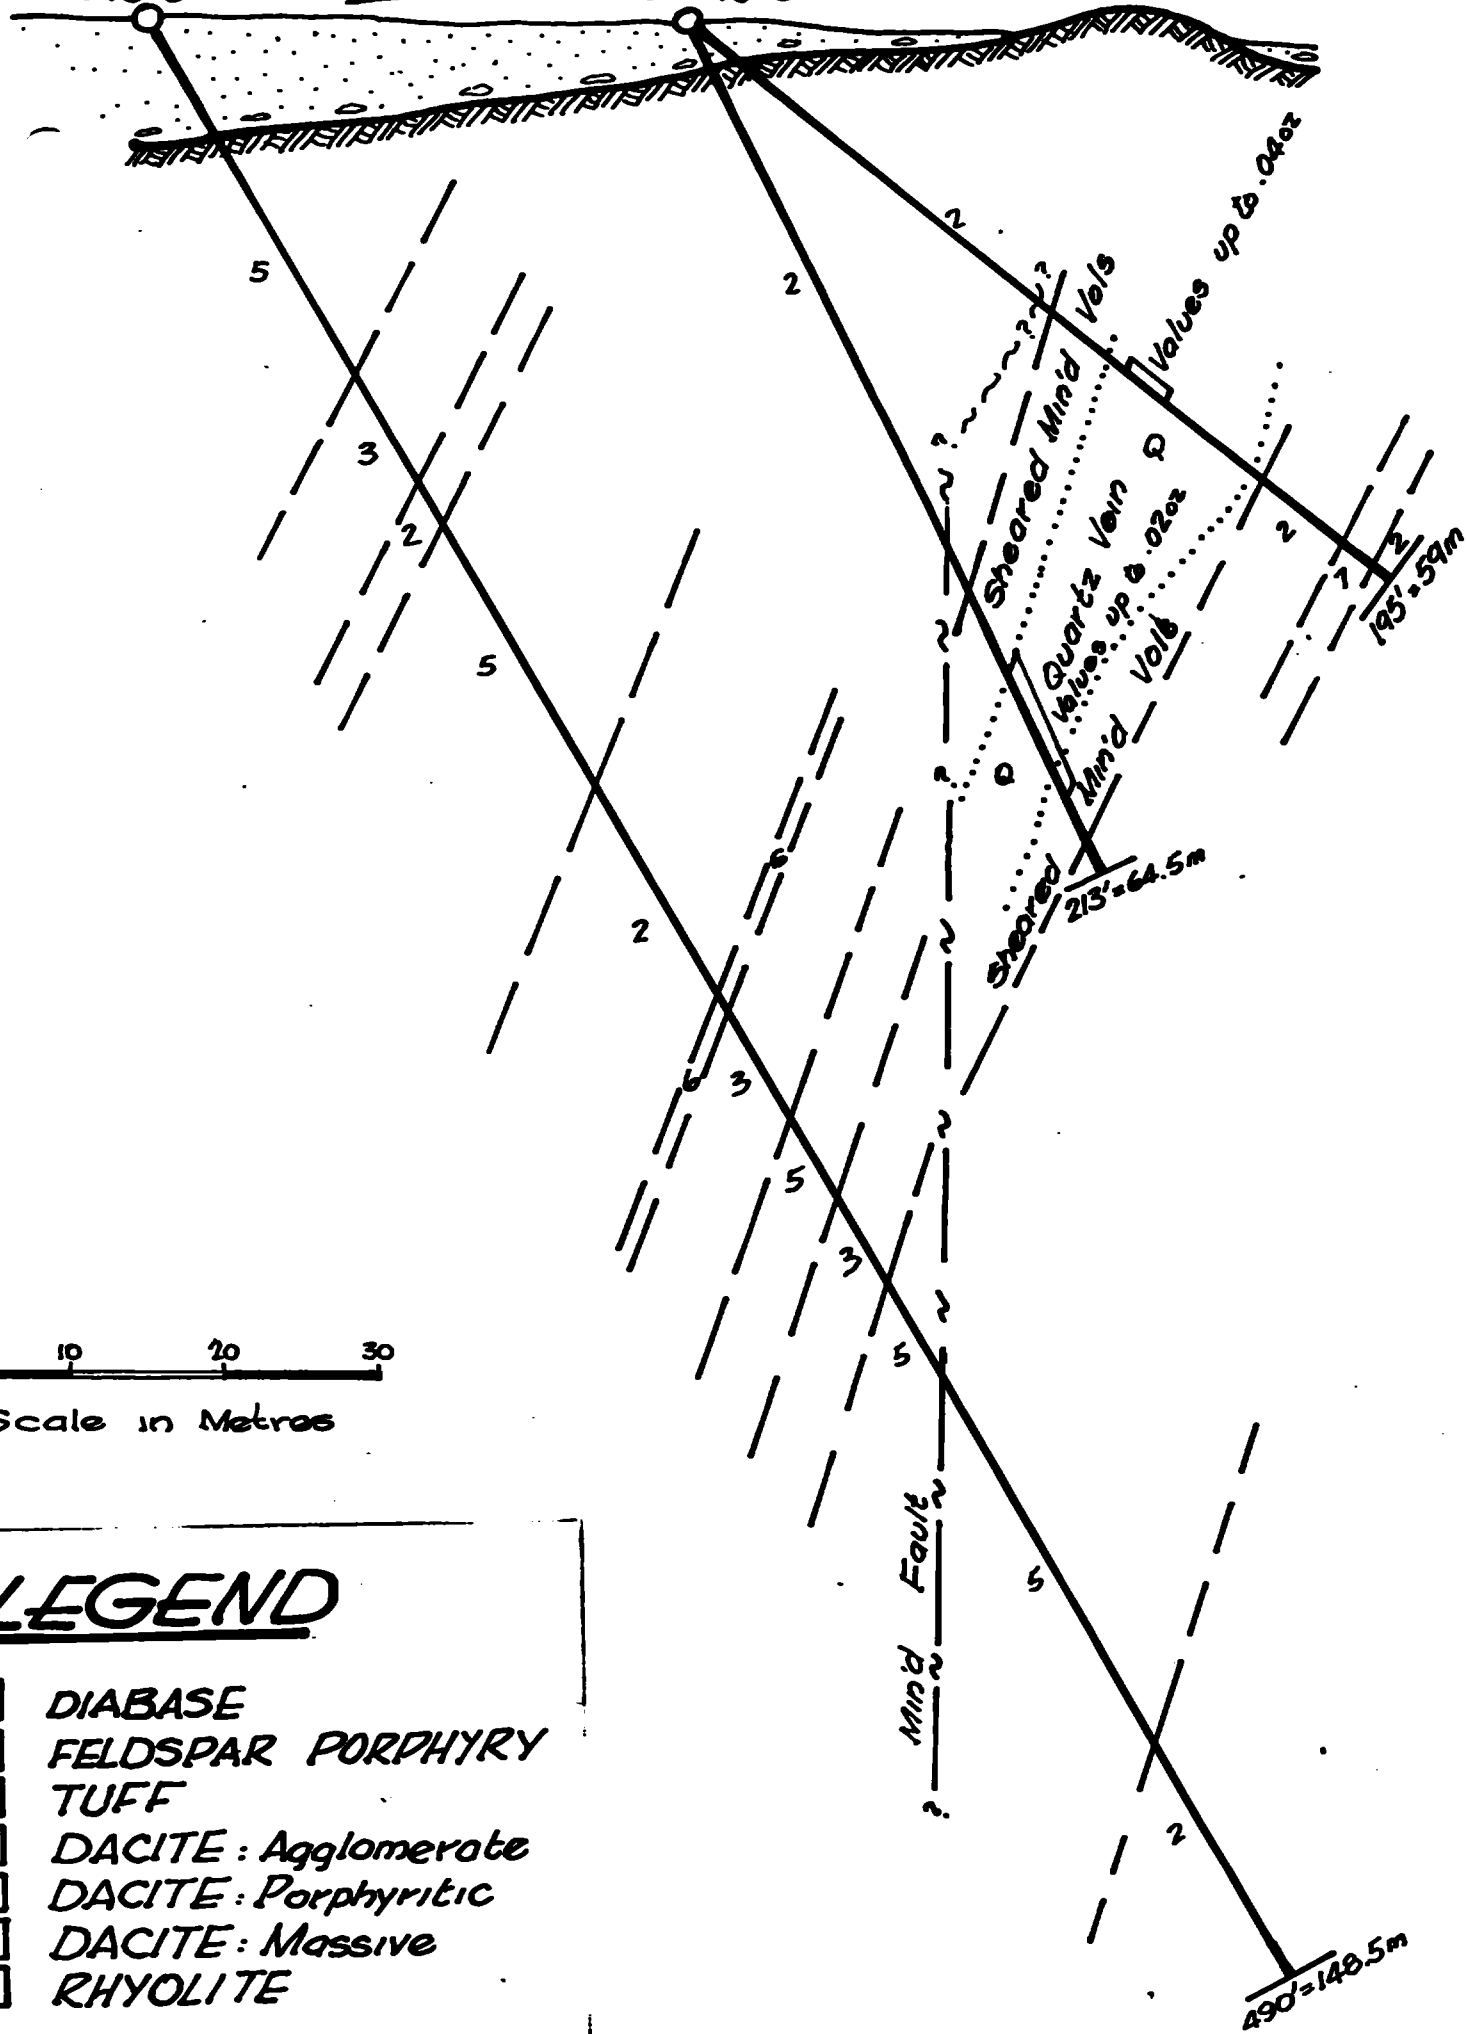 5
2
2
? Vols
?
Values up to .04oz
3
2
?
Sheared Min'd
Q
Quartz Vein
Values up to .02oz
2
7
2
195'=59m
5
Min'd Vols
?
Q
6
213'=64.5m
Sheared
2
6
3
5
3
5
10 20 30
Scale in Metres
Min'd Fault
5
?
2
490'=148.5m
LEGEND
DIABASE
FELDSPAR PORPHYRY
TUFF
DACITE: Agglomerate
DACITE: Porphyritic
DACITE: Massive
RHYOLITE